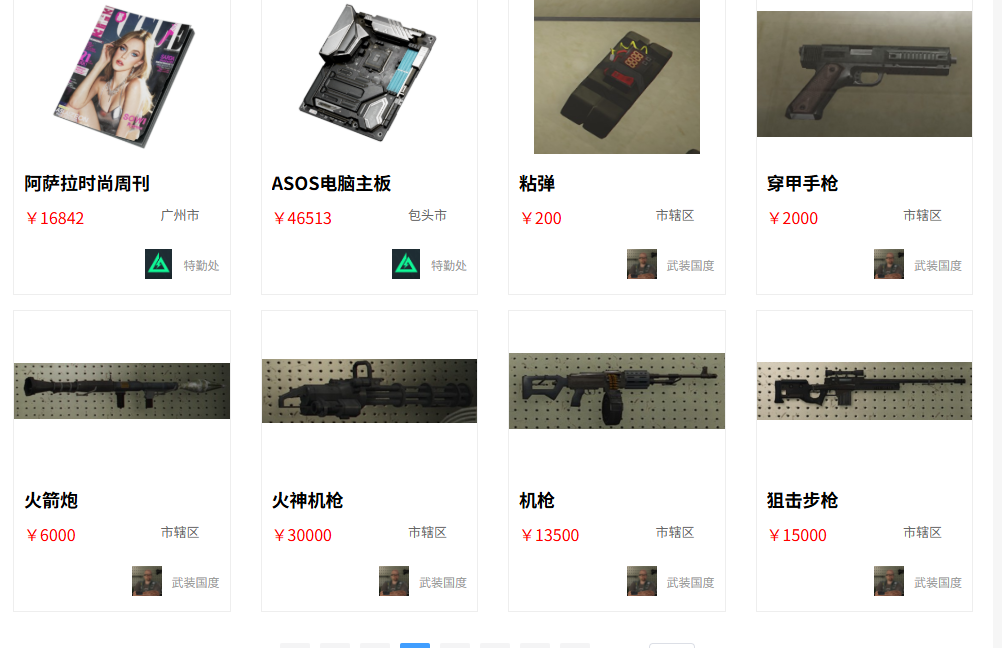 阿萨拉时尚周刊
￥16842 广州市
特勤处
ASOS电脑主板
￥46513 包头市
特勤处
粘弹
￥200 市辖区
武装国度
穿甲手枪
￥2000 市辖区
武装国度
火箭炮
￥6000 市辖区
武装国度
火神机枪
￥30000 市辖区
武装国度
机枪
￥13500 市辖区
武装国度
狙击步枪
￥15000 市辖区
武装国度